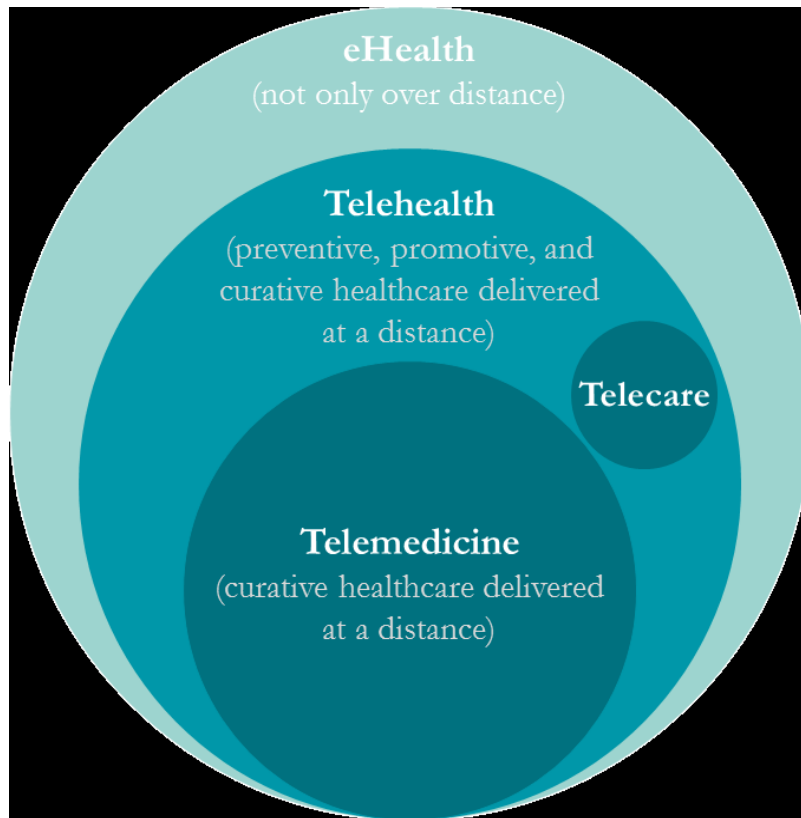 eHealth
(not only over distance)
Telehealth
(preventive, promotive, and
curative healthcare delivered
at a distance)
Telecare
Telemedicine
(curative healthcare delivered
at a distance)